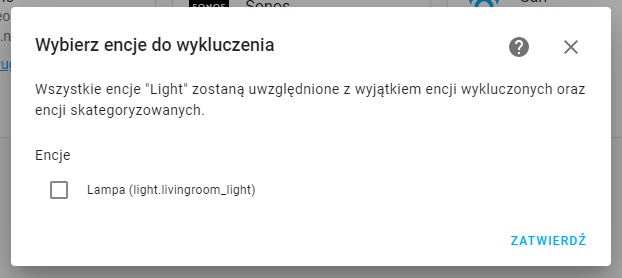 SONOS
Sonos
Sun
Wybierz encje do wykluczenia
Wszystkie encje "Light" zostaną uwzględnione z wyjątkiem encji wykluczonych oraz
encji skategoryzowanych.
Encje
Lampa (light.livingroom_light)
ZATWIERDŹ